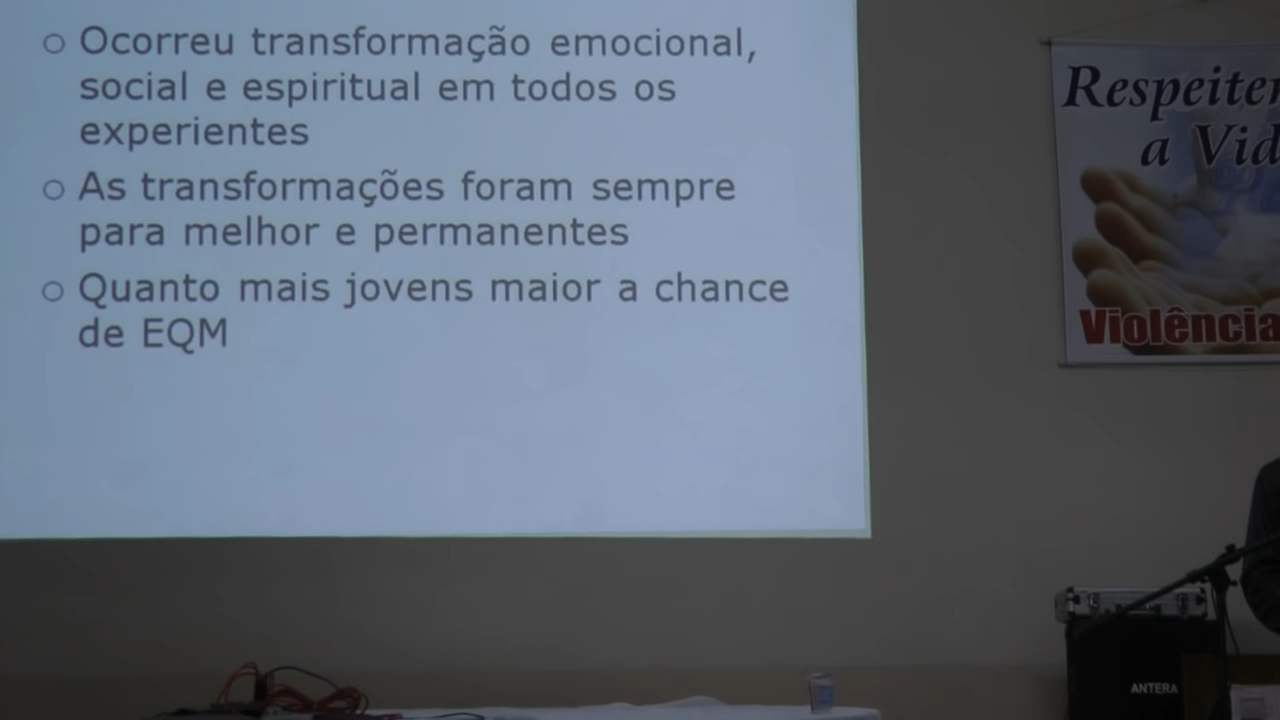 Ocorreu transformação emocional,
social e espiritual em todos os
experientes
As transformações foram sempre
para melhor e permanentes
Quanto mais jovens maior a chance
de EQM
Respeite
a Vid
Violência
ANTERA